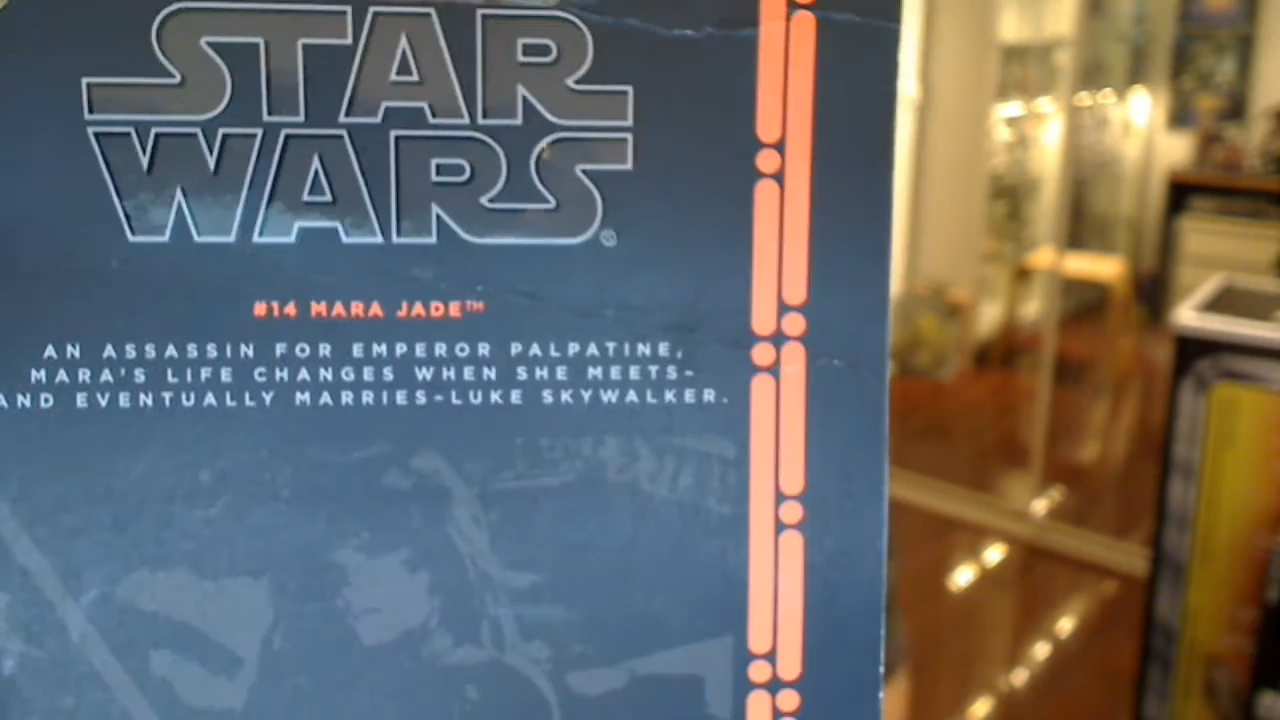 STAR
WARS®
#14 MARA JADE™
AN ASSASSIN FOR EMPEROR PALPATINE,
MARA'S LIFE CHANGES WHEN SHE MEETS-
AND EVENTUALLY MARRIES-LUKE SKYWALKER.